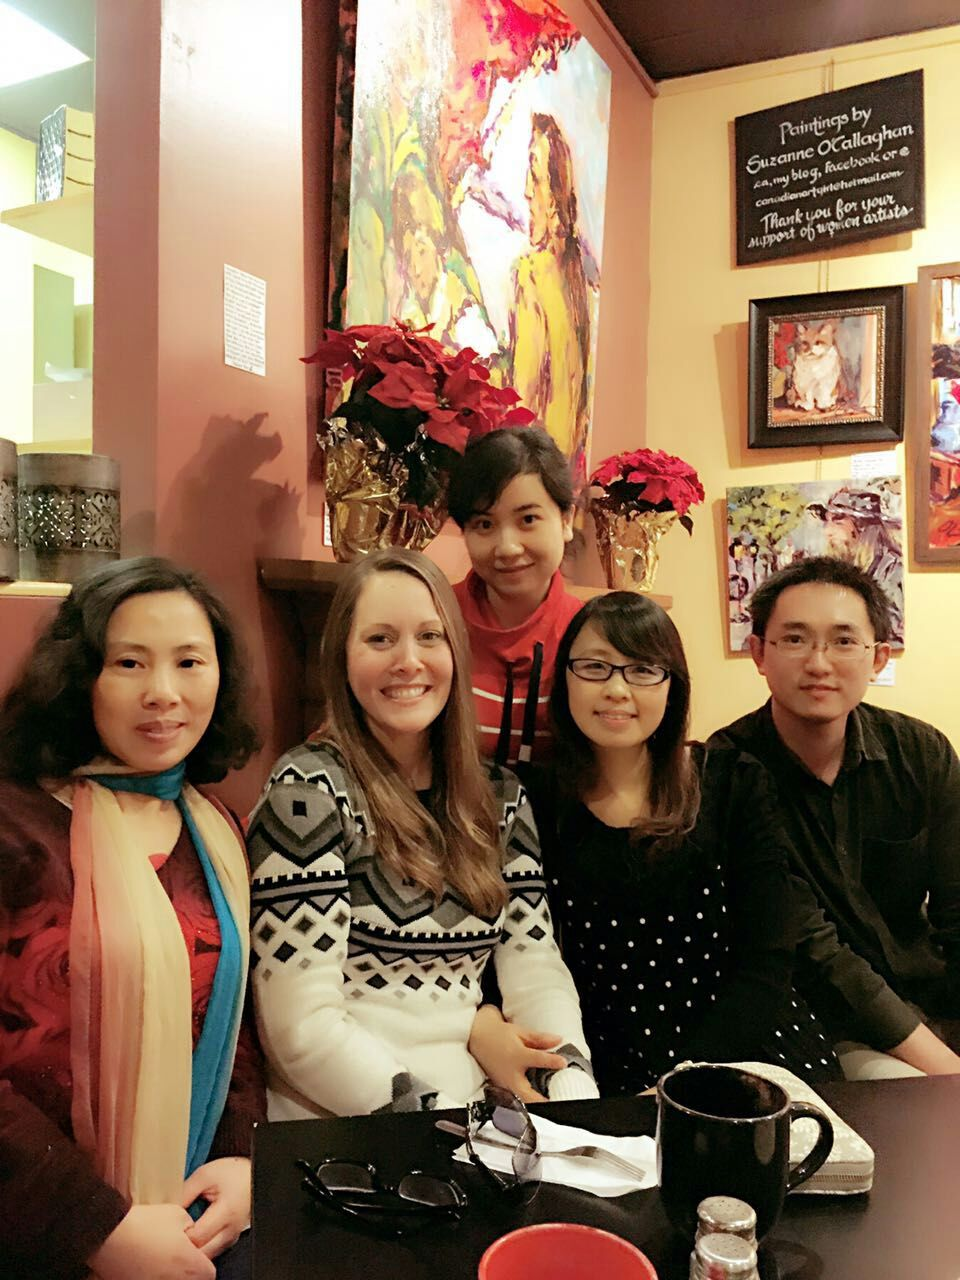 Paintings by
Suzanne O'Callaghan
ca, my blog, Facebook or @
canadianartgirl@hotmail.com
Thank you for your
support of women artists